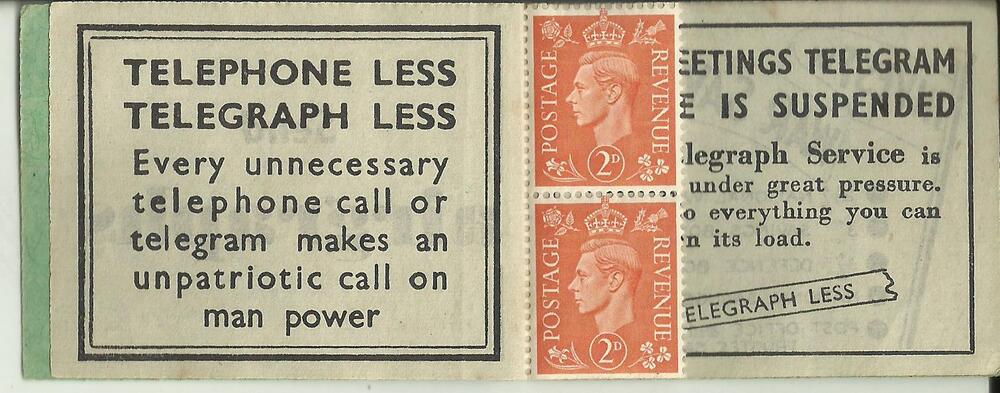 TELEPHONE LESS
TELEGRAPH LESS
Every unnecessary
telephone call or
telegram makes an
unpatriotic call on
man power
POSTAGE
REVENUE
2D
POSTAGE
REVENUE
2D
EETINGS TELEGRAM
E IS SUSPENDED
legraph Service is
under great pressure.
o everything you can
n its load.
ELEGRAPH LESS